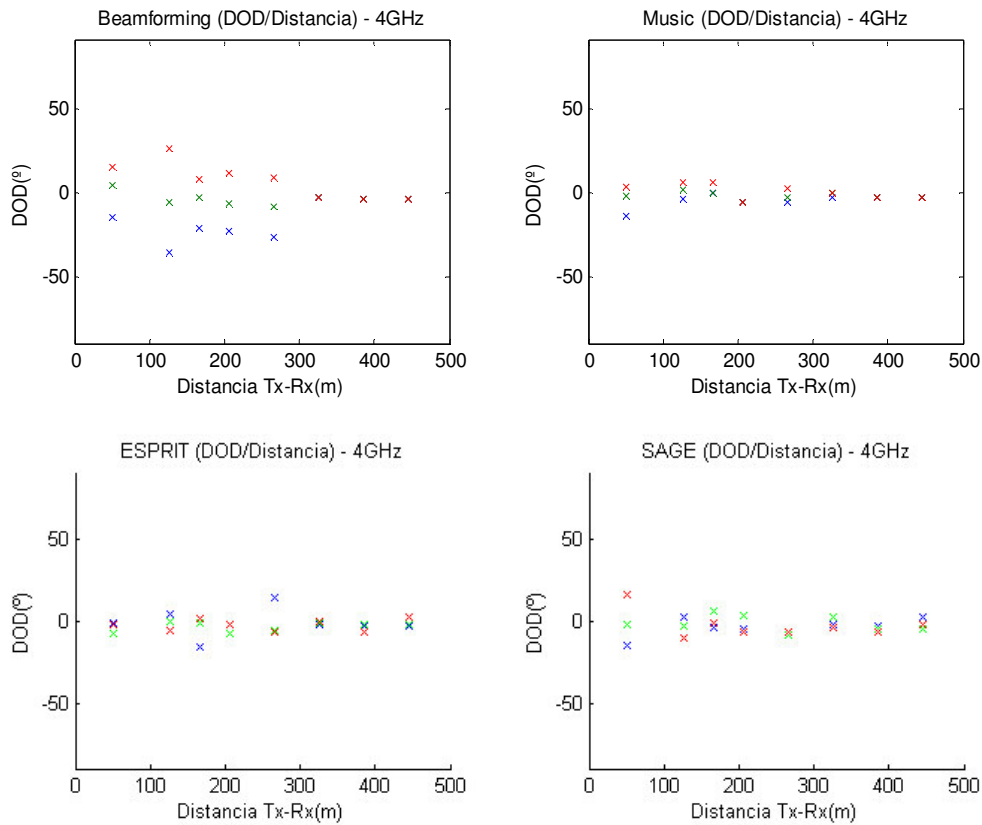 Beamforming (DOD/Distancia) - 4GHz
DOD(º)
50
0
-50
0 100 200 300 400 500
Distancia Tx-Rx(m)
Music (DOD/Distancia) - 4GHz
DOD(º)
50
0
-50
0 100 200 300 400 500
Distancia Tx-Rx(m)
ESPRIT (DOD/Distancia) - 4GHz
DOD(º)
50
0
-50
0 100 200 300 400 500
Distancia Tx-Rx(m)
SAGE (DOD/Distancia) - 4GHz
DOD(º)
50
0
-50
0 100 200 300 400 500
Distancia Tx-Rx(m)